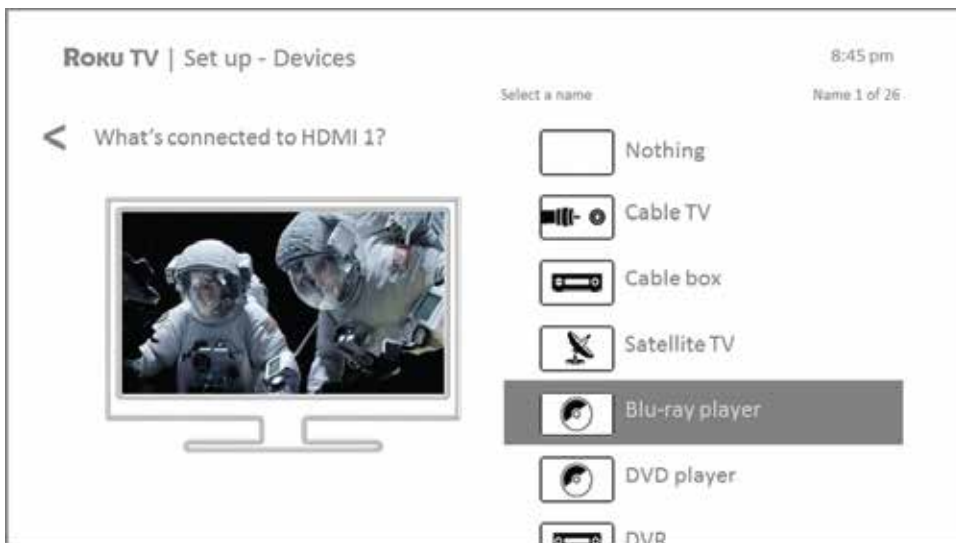 ROKU TV | Set up - Devices
8:45 pm
Select a name
Name 1 of 26
< What's connected to HDMI 1?
Nothing
Cable TV
Cable box
Satellite TV
Blu-ray player
DVD player
DVR